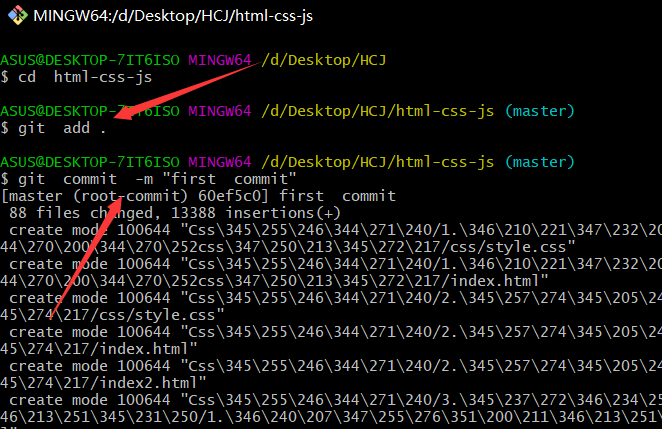 MINGW64:/d/Desktop/HCJ/html-css-js
ASUS@DESKTOP-7IT6ISO MINGW64 /d/Desktop/HCJ
$ cd  html-css-js
ASUS@DESKTOP-7IT6ISO MINGW64 /d/Desktop/HCJ/html-css-js (master)
$ git  add .
ASUS@DESKTOP-7IT6ISO MINGW64 /d/Desktop/HCJ/html-css-js (master)
$ git  commit  -m "first  commit"
[master (root-commit) 60ef5c0] first  commit
 88 files changed, 13388 insertions(+)
 create mode 100644 "Css\345\255\246\344\271\240/1.\346\210\221\347\232\20
44\270\200\344\270\252css\347\250\213\345\272\217/css/style.css"
 create mode 100644 "Css\345\255\246\344\271\240/1.\346\210\221\347\232\20
44\270\200\344\270\252css\347\250\213\345\272\217/index.html"
 create mode 100644 "Css\345\255\246\344\271\240/2.\345\257\274\345\205\24
45\274\217/css/style.css"
 create mode 100644 "Css\345\255\246\344\271\240/2.\345\257\274\345\205\24
45\274\217/index.html"
 create mode 100644 "Css\345\255\246\344\271\240/2.\345\257\274\345\205\24
45\274\217/index2.html"
 create mode 100644 "Css\345\255\246\344\271\240/3.\345\237\272\346\234\25
46\213\251\345\231\250/1.\346\240\207\347\255\276\351\200\211\346\213\251\